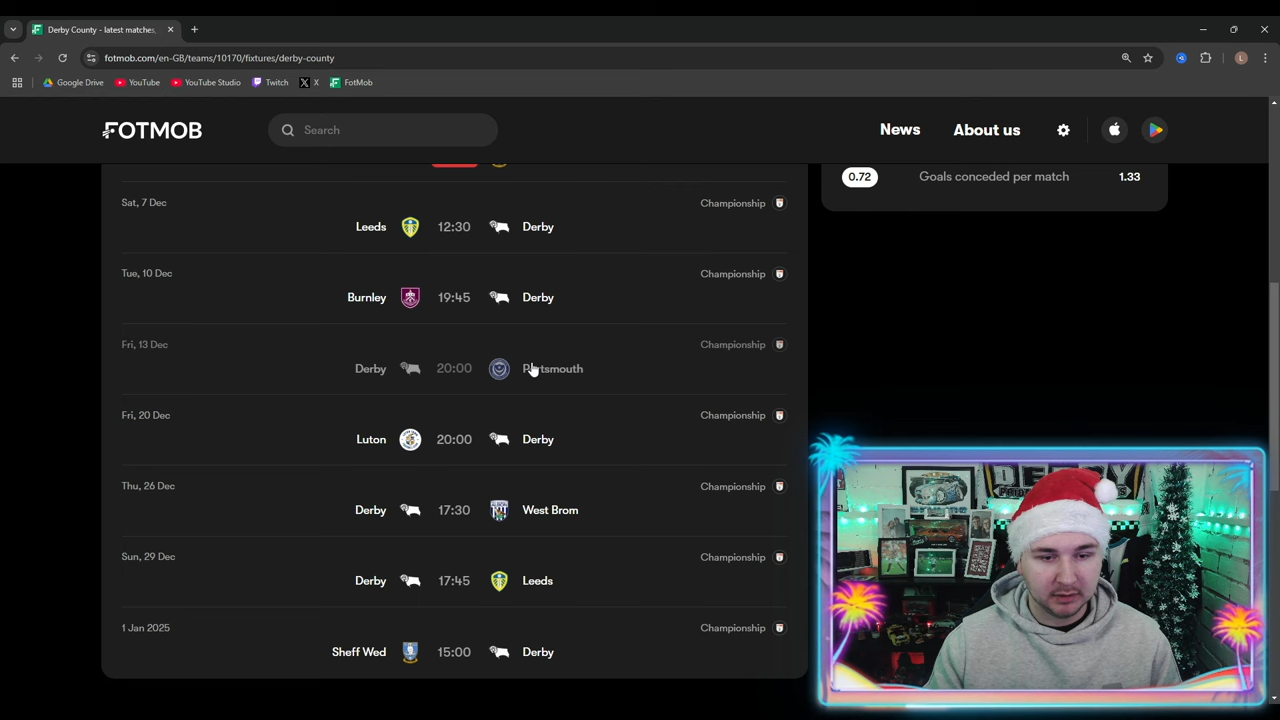 Derby County - latest matches,
fotmob.com/en-GB/teams/10170/fixtures/derby-county
L
Google Drive YouTube YouTube Studio Twitch X FotMob
FOTMOB Search News About us
0.72 Goals conceded per match 1.33
Sat, 7 Dec Championship
Leeds 12:30 Derby
Tue, 10 Dec Championship
Burnley 19:45 Derby
Fri, 13 Dec Championship
Derby 20:00 Portsmouth
Fri, 20 Dec Championship
Luton 20:00 Derby
Thu, 26 Dec Championship
Derby 17:30 West Brom
Sun, 29 Dec Championship
Derby 17:45 Leeds
1 Jan 2025 Championship
Sheff Wed 15:00 Derby
DERBY